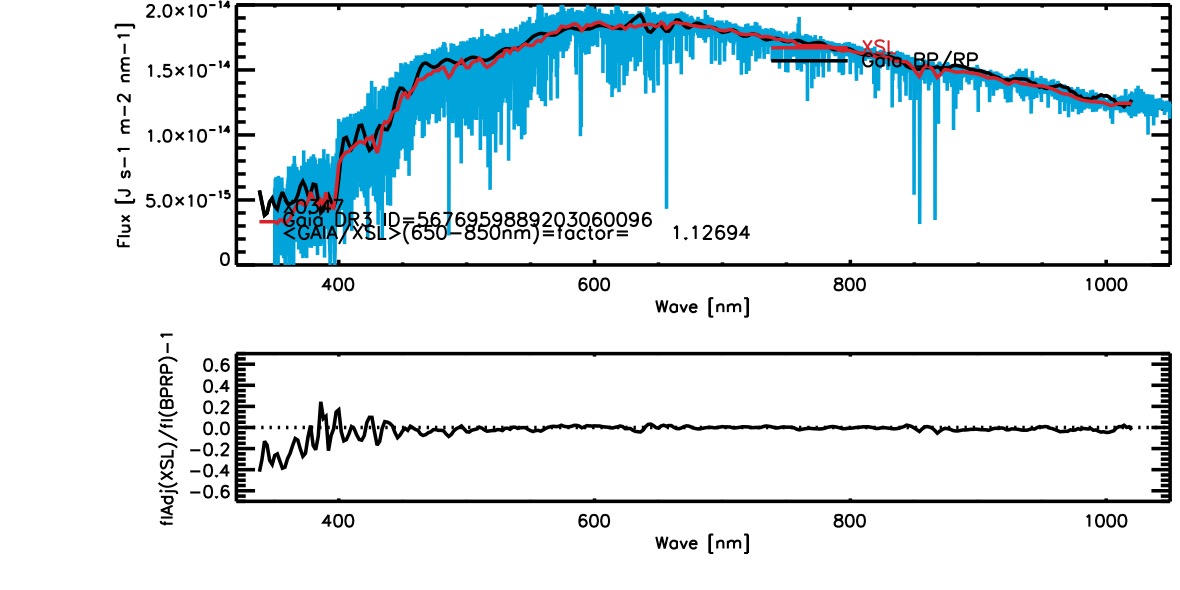 2.0×10−14
1.5×10−14
1.0×10−14
5.0×10−15
0
Flux [J s−1 m−2 nm−1]
XSL
Gaia BP/RP
X0347
Gaia DR3 ID=5676959889203060096
<GAIA/XSL>(650−850nm)=factor= 1.12694
400 600 800 1000
Wave [nm]
0.6
0.4
0.2
0.0
−0.2
−0.4
−0.6
flAdj(XSL)/fl(BPRP)−1
400 600 800 1000
Wave [nm]